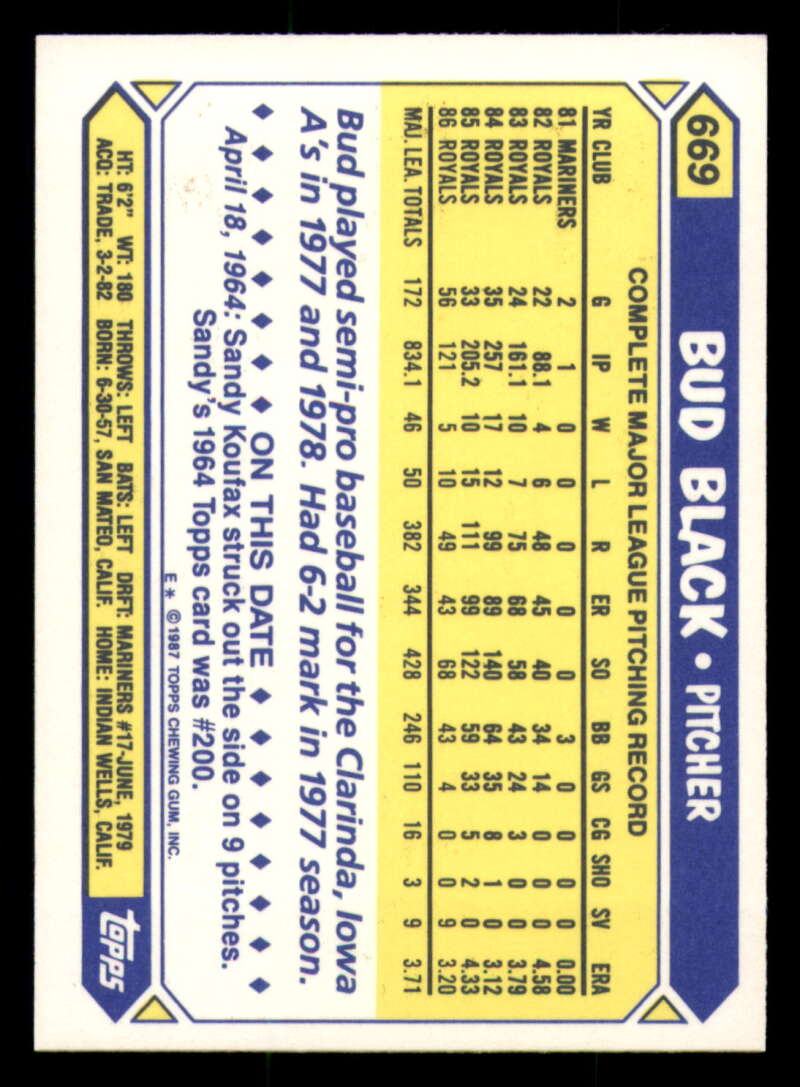 669
BUD BLACK • PITCHER
COMPLETE MAJOR LEAGUE PITCHING RECORD
YR CLUB G IP W L R ER SO BB GS CG SHO SV ERA
81 MARINERS 2 1 0 0 0 0 0 3 0 0 0 0 0.00
82 ROYALS 22 88.1 4 6 48 45 40 34 14 0 0 0 4.58
83 ROYALS 24 161.1 10 7 75 68 58 43 24 3 0 0 3.79
84 ROYALS 35 257 17 12 99 89 140 64 35 8 1 0 3.12
85 ROYALS 33 205.2 10 15 111 99 122 59 33 5 2 0 4.33
86 ROYALS 56 121 5 10 49 43 68 43 4 0 0 9 3.20
MAJ. LEA. TOTALS 172 834.1 46 50 382 344 428 246 110 16 3 9 3.71
Bud played semi-pro baseball for the Clarinda, Iowa
A's in 1977 and 1978. Had 6-2 mark in 1977 season.
◆ ◆ ◆ ◆ ◆ ◆ ◆ ON THIS DATE ◆ ◆ ◆ ◆ ◆ ◆ ◆
April 18, 1964: Sandy Koufax struck out the side on 9 pitches.
Sandy's 1964 Topps card was #200.
E * ©1987 TOPPS CHEWING GUM, INC.
HT: 6'2" WT: 180 THROWS: LEFT BATS: LEFT DRFT: MARINERS #17-JUNE, 1979
ACQ: TRADE, 3-2-82 BORN: 6-30-57, SAN MATEO, CALIF. HOME: INDIAN WELLS, CALIF.
topps